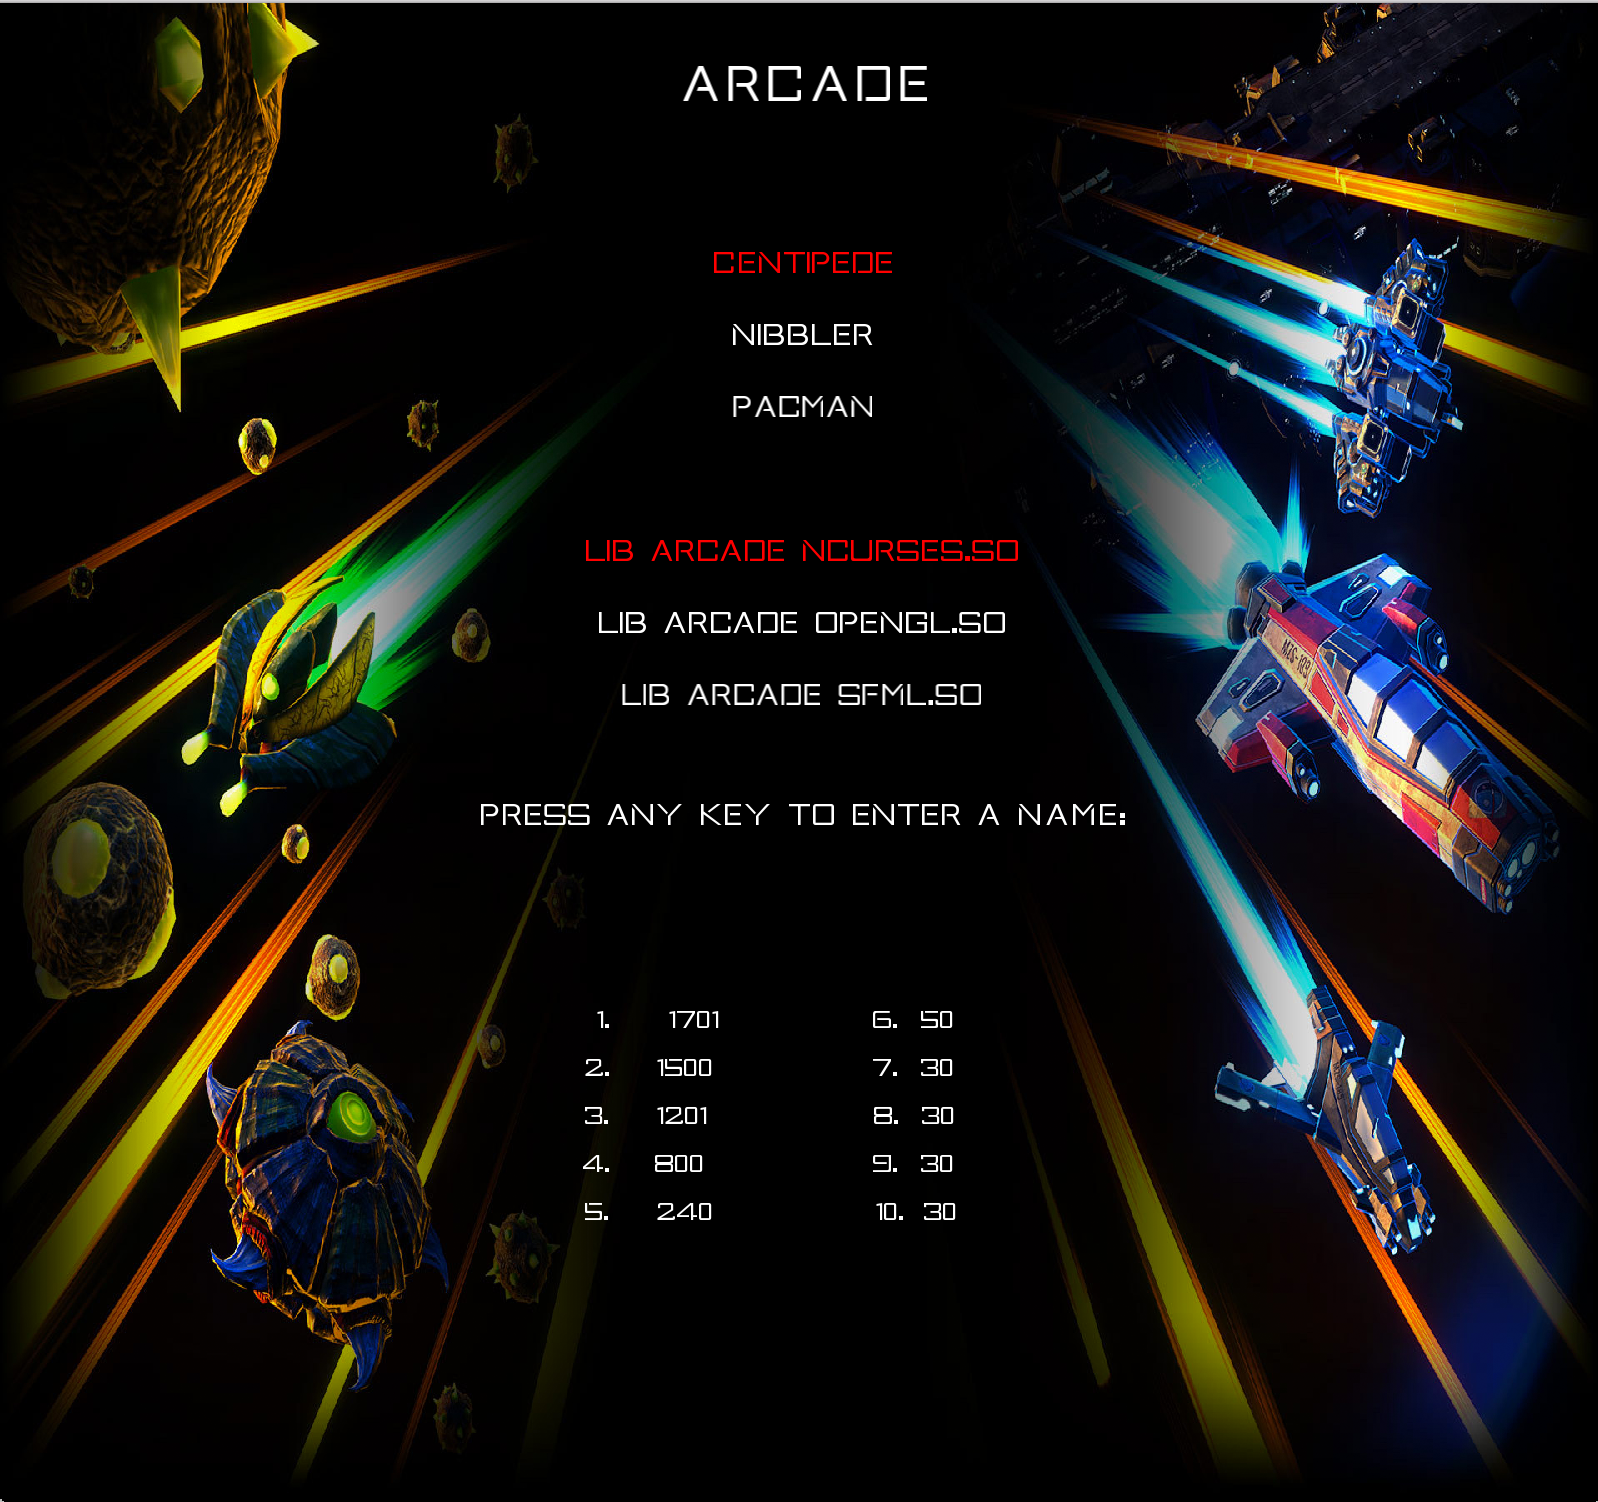 ARCADE
CENTIPEDE
NIBBLER
PACMAN
LIB ARCADE NCURSES.SO
LIB ARCADE OPENGL.SO
LIB ARCADE SFML.SO
PRESS ANY KEY TO ENTER A NAME:
1. 1701 6. 50
2. 1500 7. 30
3. 1201 8. 30
4. 800 9. 30
5. 240 10. 30